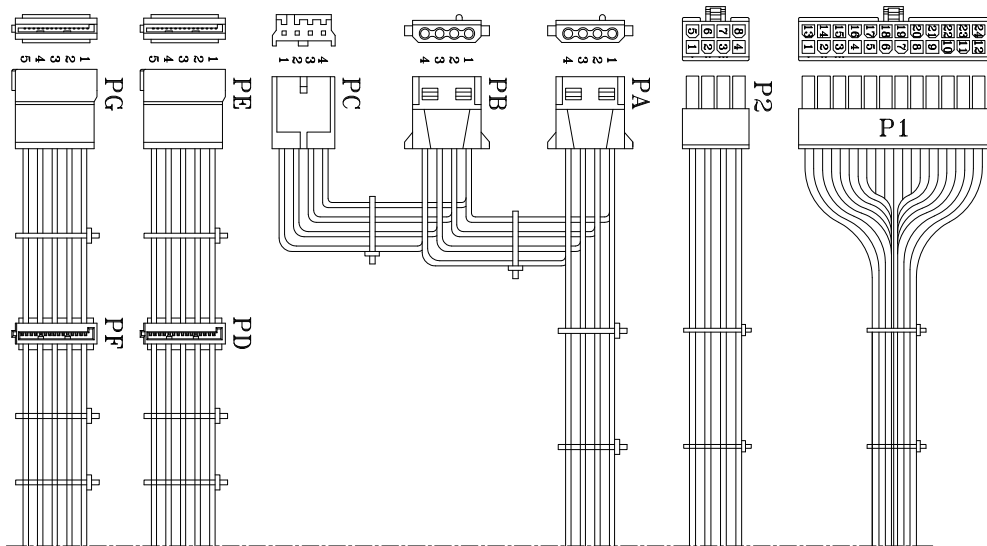 5 6 7 8
1 2 3 4
13 14 15 16 17 18 19 20 21 22 23 24
1 2 3 4 5 6 7 8 9 10 11 12
5 4 3 2 1
5 4 3 2 1
1 2 3 4
4 3 2 1
4 3 2 1
PG
PE
PC
PB
PA
P2
P1
PF
PD